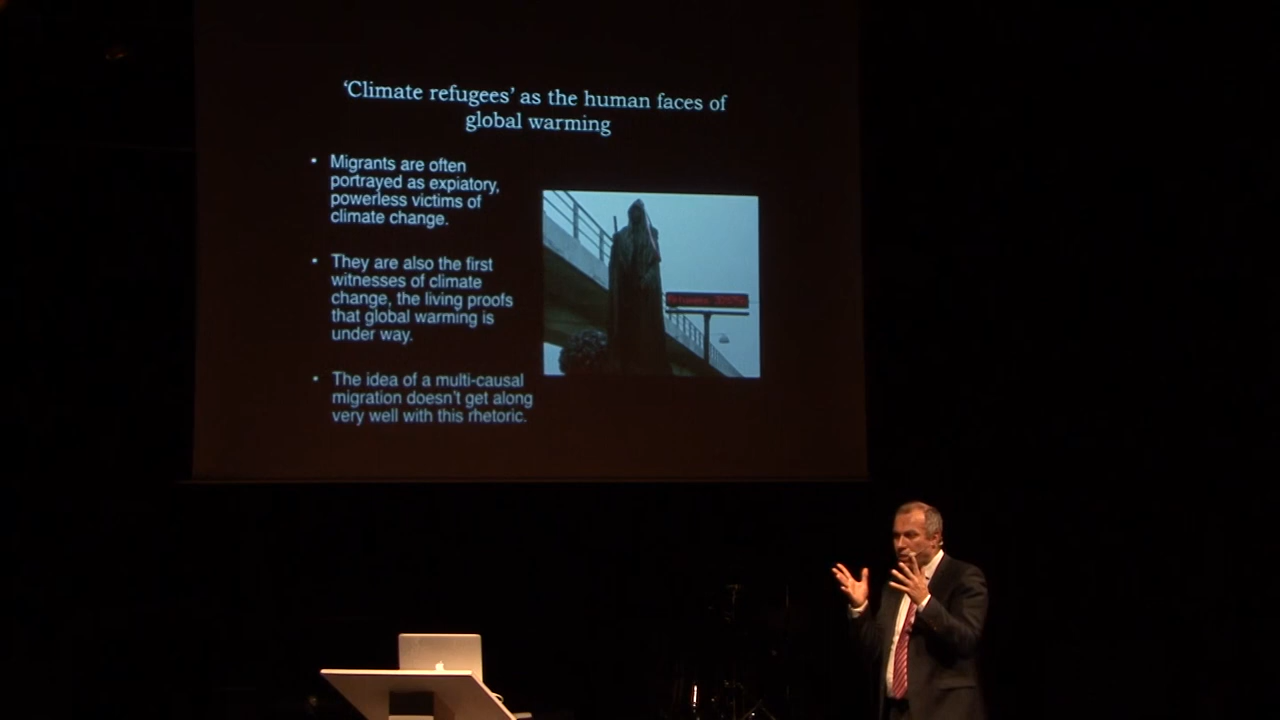 ‘Climate refugees’ as the human faces of
global warming
• Migrants are often
portrayed as expiatory,
powerless victims of
climate change.
• They are also the first
witnesses of climate
change, the living proofs
that global warming is
under way.
• The idea of a multi-causal
migration doesn't get along
very well with this rhetoric.